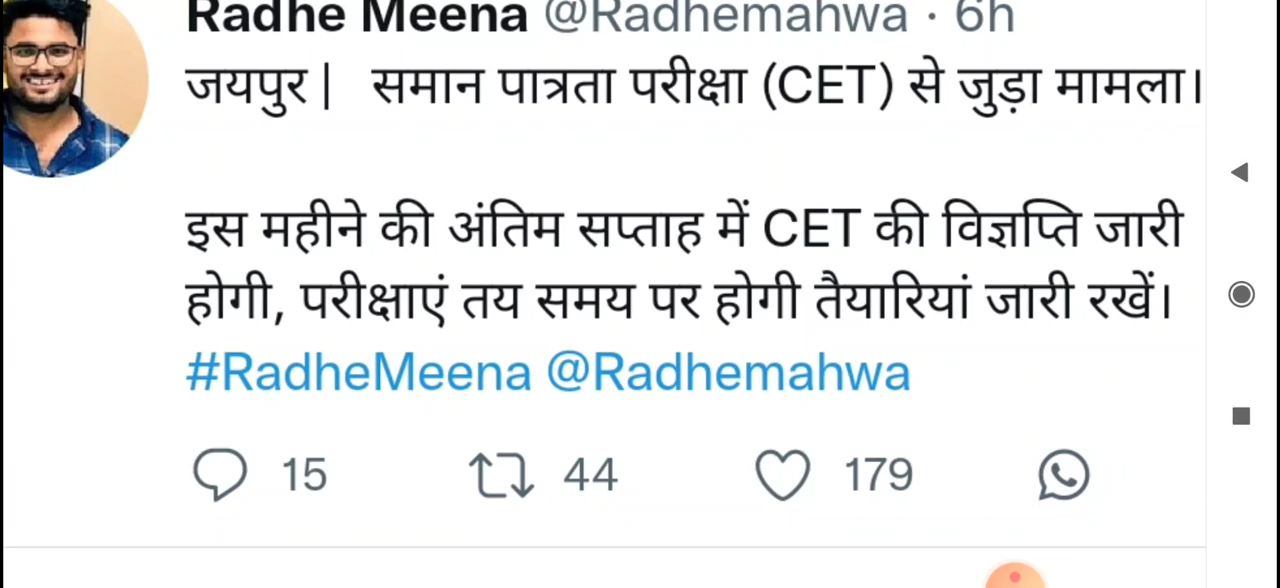 Radhe Meena @Radhemahwa · 6h
जयपुर | समान पात्रता परीक्षा (CET) से जुड़ा मामला।
इस महीने की अंतिम सप्ताह में CET की विज्ञप्ति जारी
होगी, परीक्षाएं तय समय पर होगी तैयारियां जारी रखें।
#RadheMeena @Radhemahwa
15 44 179